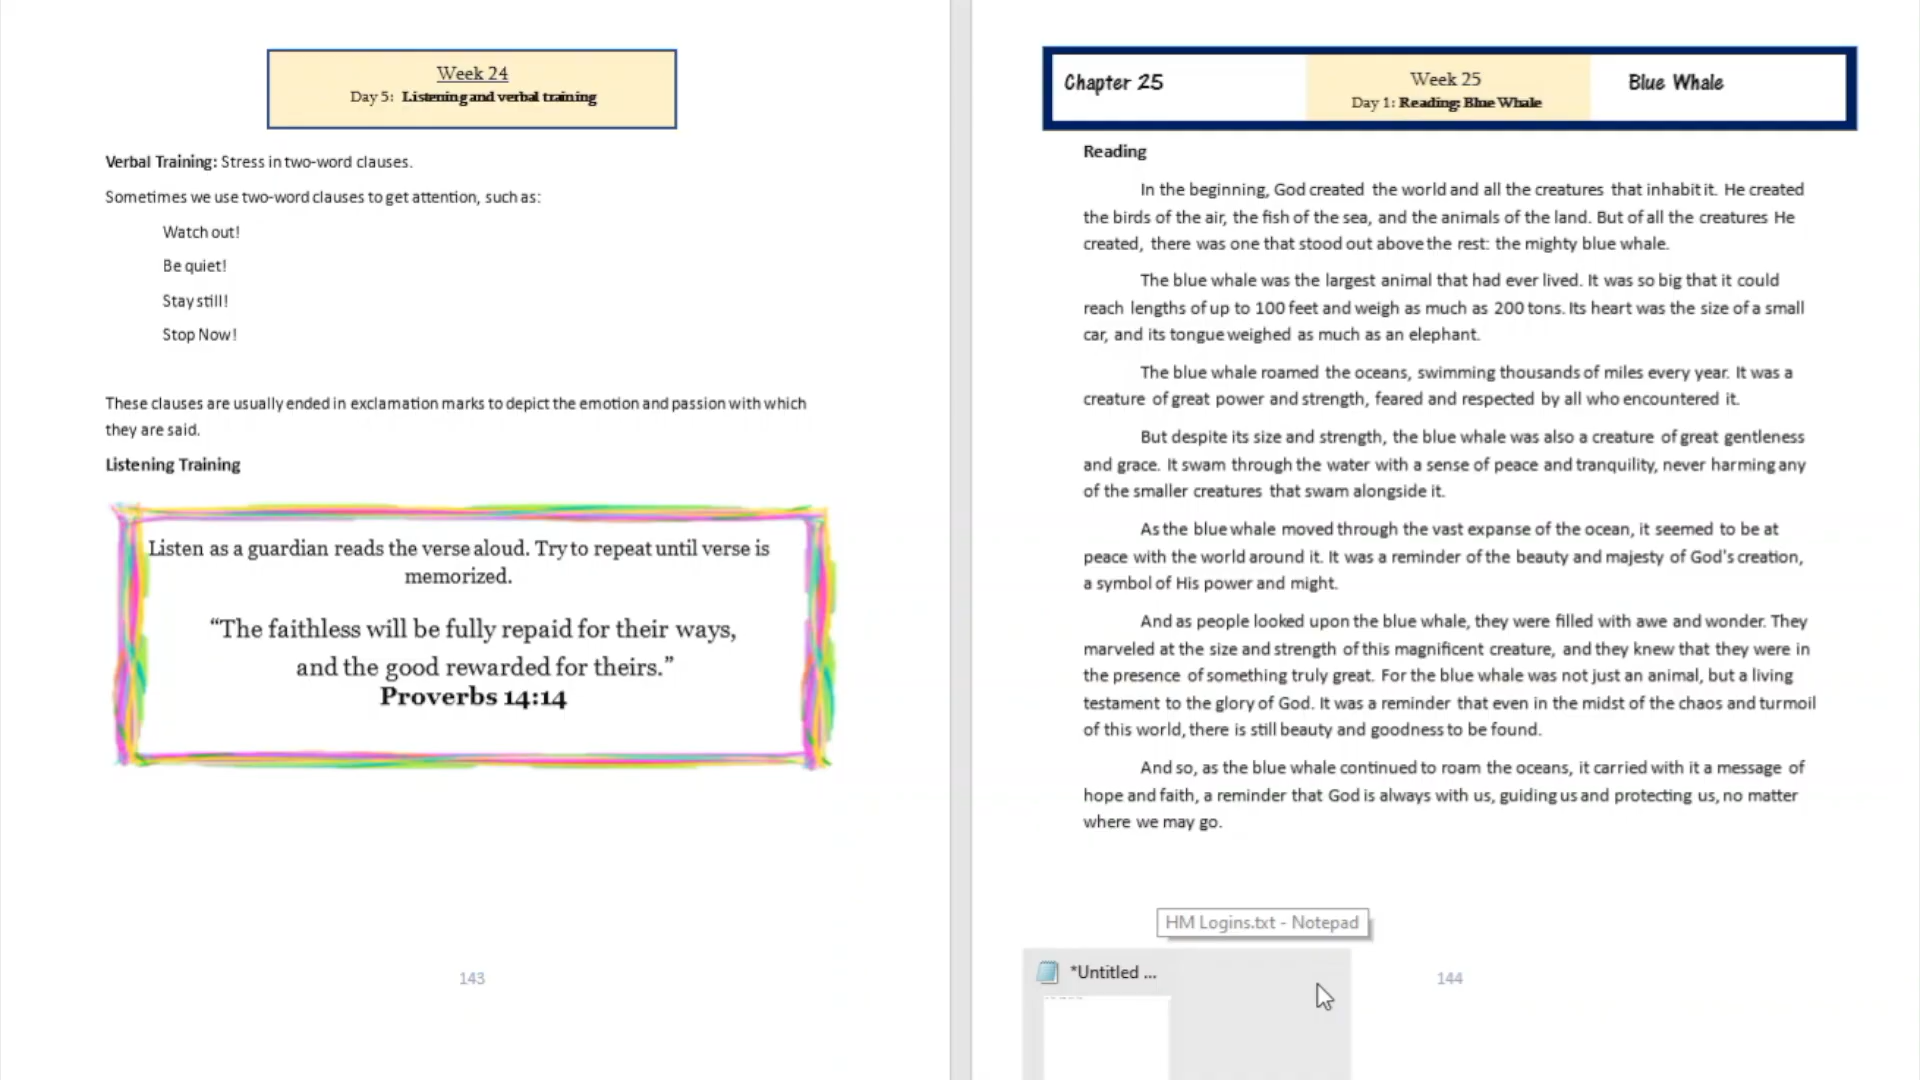 Week 24
Day 5: Listening and verbal training
Verbal Training: Stress in two-word clauses.
Sometimes we use two-word clauses to get attention, such as:
Watch out!
Be quiet!
Stay still!
Stop Now!
These clauses are usually ended in exclamation marks to depict the emotion and passion with which
they are said.
Listening Training
Listen as a guardian reads the verse aloud. Try to repeat until verse is
memorized.
“The faithless will be fully repaid for their ways,
and the good rewarded for theirs.”
Proverbs 14:14
143
Chapter 25
Week 25
Day 1: Reading: Blue Whale
Blue Whale
Reading
In the beginning, God created the world and all the creatures that inhabit it. He created
the birds of the air, the fish of the sea, and the animals of the land. But of all the creatures He
created, there was one that stood out above the rest: the mighty blue whale.
The blue whale was the largest animal that had ever lived. It was so big that it could
reach lengths of up to 100 feet and weigh as much as 200 tons. Its heart was the size of a small
car, and its tongue weighed as much as an elephant.
The blue whale roamed the oceans, swimming thousands of miles every year. It was a
creature of great power and strength, feared and respected by all who encountered it.
But despite its size and strength, the blue whale was also a creature of great gentleness
and grace. It swam through the water with a sense of peace and tranquility, never harming any
of the smaller creatures that swam alongside it.
As the blue whale moved through the vast expanse of the ocean, it seemed to be at
peace with the world around it. It was a reminder of the beauty and majesty of God's creation,
a symbol of His power and might.
And as people looked upon the blue whale, they were filled with awe and wonder. They
marveled at the size and strength of this magnificent creature, and they knew that they were in
the presence of something truly great. For the blue whale was not just an animal, but a living
testament to the glory of God. It was a reminder that even in the midst of the chaos and turmoil
of this world, there is still beauty and goodness to be found.
And so, as the blue whale continued to roam the oceans, it carried with it a message of
hope and faith, a reminder that God is always with us, guiding us and protecting us, no matter
where we may go.
HM Logins.txt - Notepad
*Untitled ...
144